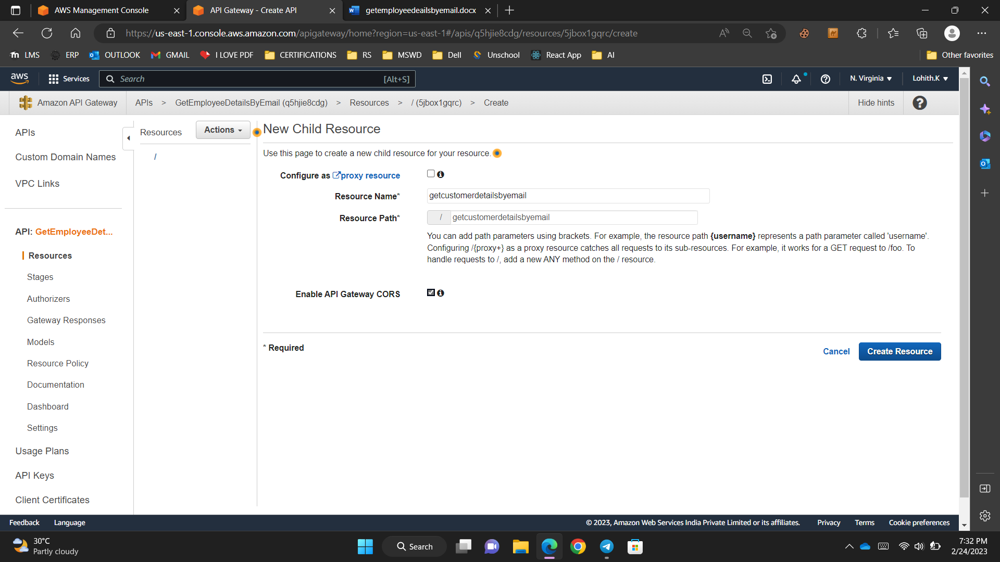 AWS Management Console
API Gateway - Create API
getemployeedeailsbyemail.docx
https://us-east-1.console.aws.amazon.com/apigateway/home?region=us-east-1#/apis/q5hjie8cdg/resources/5jbox1gqrc/create
LMS ERP OUTLOOK GMAIL I LOVE PDF CERTIFICATIONS RS MSWD Dell Unschool React App AI Other favorites
aws Services Search [Alt+S] N. Virginia Lohith.K
Amazon API Gateway APIs > GetEmployeeDetailsByEmail (q5hjie8cdg) > Resources > / (5jbox1gqrc) > Create Hide hints
APIs
Custom Domain Names
VPC Links
API: GetEmployeeDet...
Resources
Stages
Authorizers
Gateway Responses
Models
Resource Policy
Documentation
Dashboard
Settings
Usage Plans
API Keys
Client Certificates
Resources Actions
/
New Child Resource
Use this page to create a new child resource for your resource.
Configure as proxy resource
Resource Name* getcustomerdetailsbyemail
Resource Path* / getcustomerdetailsbyemail
You can add path parameters using brackets. For example, the resource path {username} represents a path parameter called 'username'.
Configuring /{proxy+} as a proxy resource catches all requests to its sub-resources. For example, it works for a GET request to /foo. To
handle requests to /, add a new ANY method on the / resource.
Enable API Gateway CORS
* Required
Cancel Create Resource
Feedback Language © 2023, Amazon Web Services India Private Limited or its affiliates. Privacy Terms Cookie preferences
30°C
Partly cloudy
Search
7:32 PM
2/24/2023